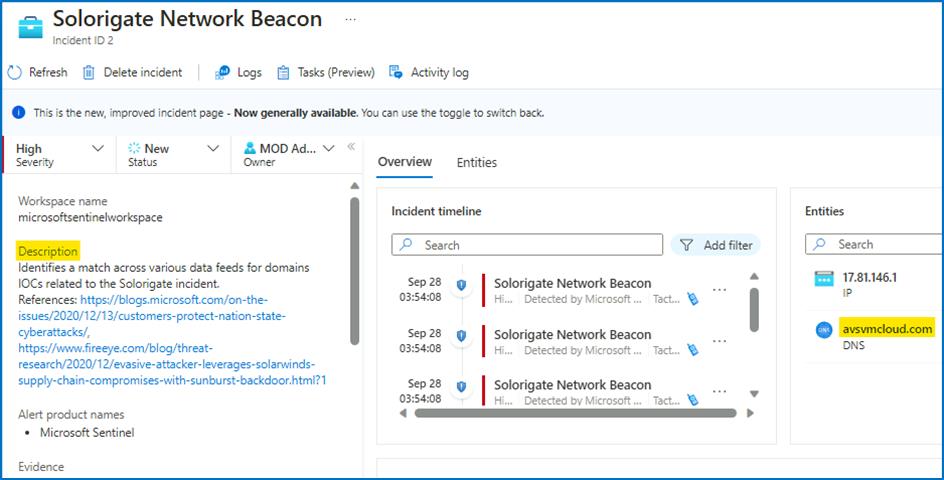 Solorigate Network Beacon ...
Incident ID 2
Refresh Delete incident Logs Tasks (Preview) Activity log
This is the new, improved incident page - Now generally available. You can use the toggle to switch back.
High
Severity
New
Status
MOD Ad...
Owner
Workspace name
microsoftsentinelworkspace
Description
Identifies a match across various data feeds for domains
IOCs related to the Solorigate incident.
References: https://blogs.microsoft.com/on-the-
issues/2020/12/13/customers-protect-nation-state-
cyberattacks/,
https://www.fireeye.com/blog/threat-
research/2020/12/evasive-attacker-leverages-solarwinds-
supply-chain-compromises-with-sunburst-backdoor.html?1
Alert product names
• Microsoft Sentinel
Evidence
Overview Entities
Incident timeline
Search Add filter
Sep 28
03:54:08
Solorigate Network Beacon ...
Hi... Detected by Microsoft ... Tact...
Sep 28
03:54:08
Solorigate Network Beacon ...
Hi... Detected by Microsoft ... Tact...
Sep 28
03:54:08
Solorigate Network Beacon ...
Hi... Detected by Microsoft ... Tact...
Entities
Search
17.81.146.1
IP
DNS avsvmcloud.com
DNS